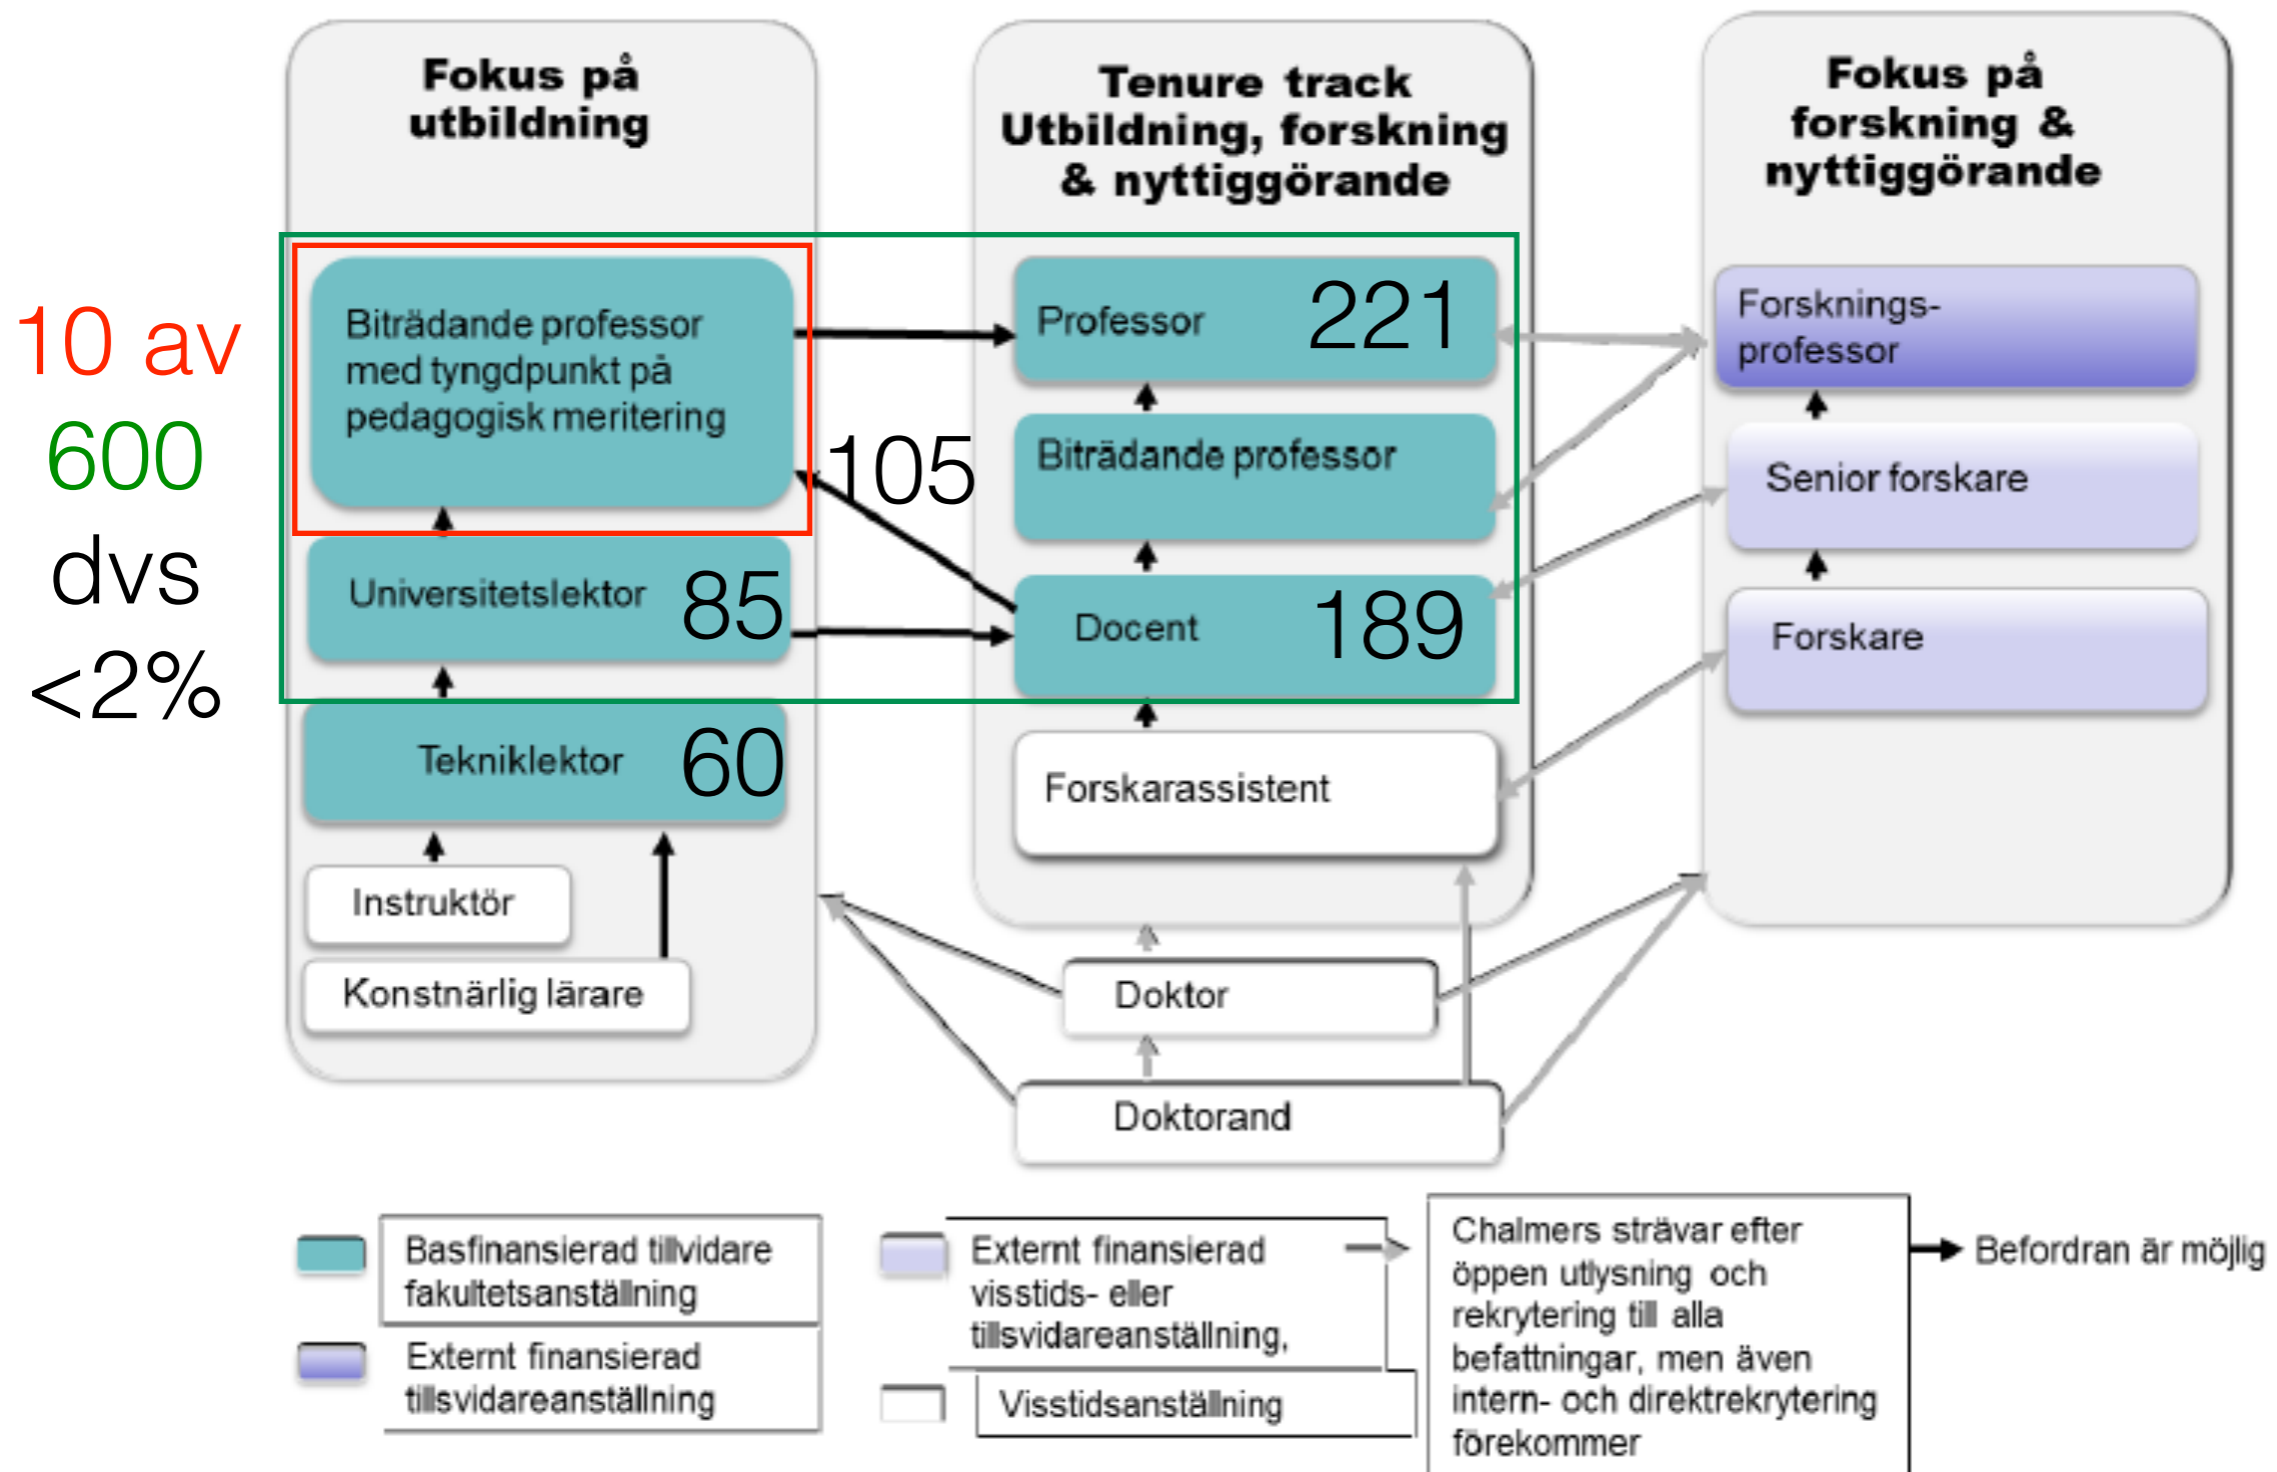 Fokus på
utbildning
Tenure track
Utbildning, forskning
& nyttiggörande
Fokus på
forskning &
nyttiggörande
10 av
600
dvs
<2%
Biträdande professor
med tyngdpunkt på
pedagogisk meritering
105
Universitetslektor 85
Tekniklektor 60
Instruktör
Konstnärlig lärare
Professor 221
Biträdande professor
Docent 189
Forskarassistent
Doktor
Doktorand
Forsknings-
professor
Senior forskare
Forskare
Basfinansierad tillvidare
fakultetsanställning
Externt finansierad
tillsvidareanställning
Externt finansierad
visstids- eller
tillsvidareanställning,
Visstidsanställning
Chalmers strävar efter
öppen utlysning och
rekrytering till alla
befattningar, men även
intern- och direktrekrytering
förekommer
Befordran är möjlig